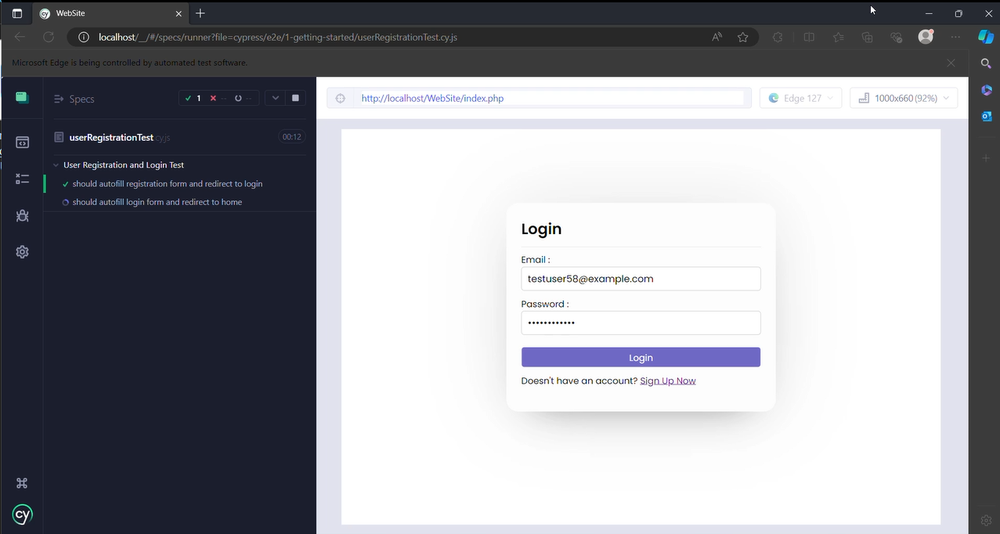 WebSite
localhost/__/#/specs/runner?file=cypress/e2e/1-getting-started/userRegistrationTest.cy.js
Microsoft Edge is being controlled by automated test software.
Specs
1 -- --
http://localhost/WebSite/index.php
Edge 127
1000x660 (92%)
userRegistrationTest.cy.js
00:12
User Registration and Login Test
should autofill registration form and redirect to login
should autofill login form and redirect to home
Login
Email :
testuser58@example.com
Password :
••••••••••••
Login
Doesn't have an account? Sign Up Now
cy